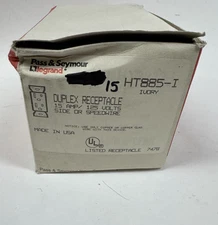 Pass & Seymour
Legrand
15
HT885-I
IVORY
DUPLEX RECEPTACLE
15 AMP/ 125 VOLTS
SIDE OR SPEEDWIRE
MADE IN USA
UL
LISTED RECEPTACLE 7N78